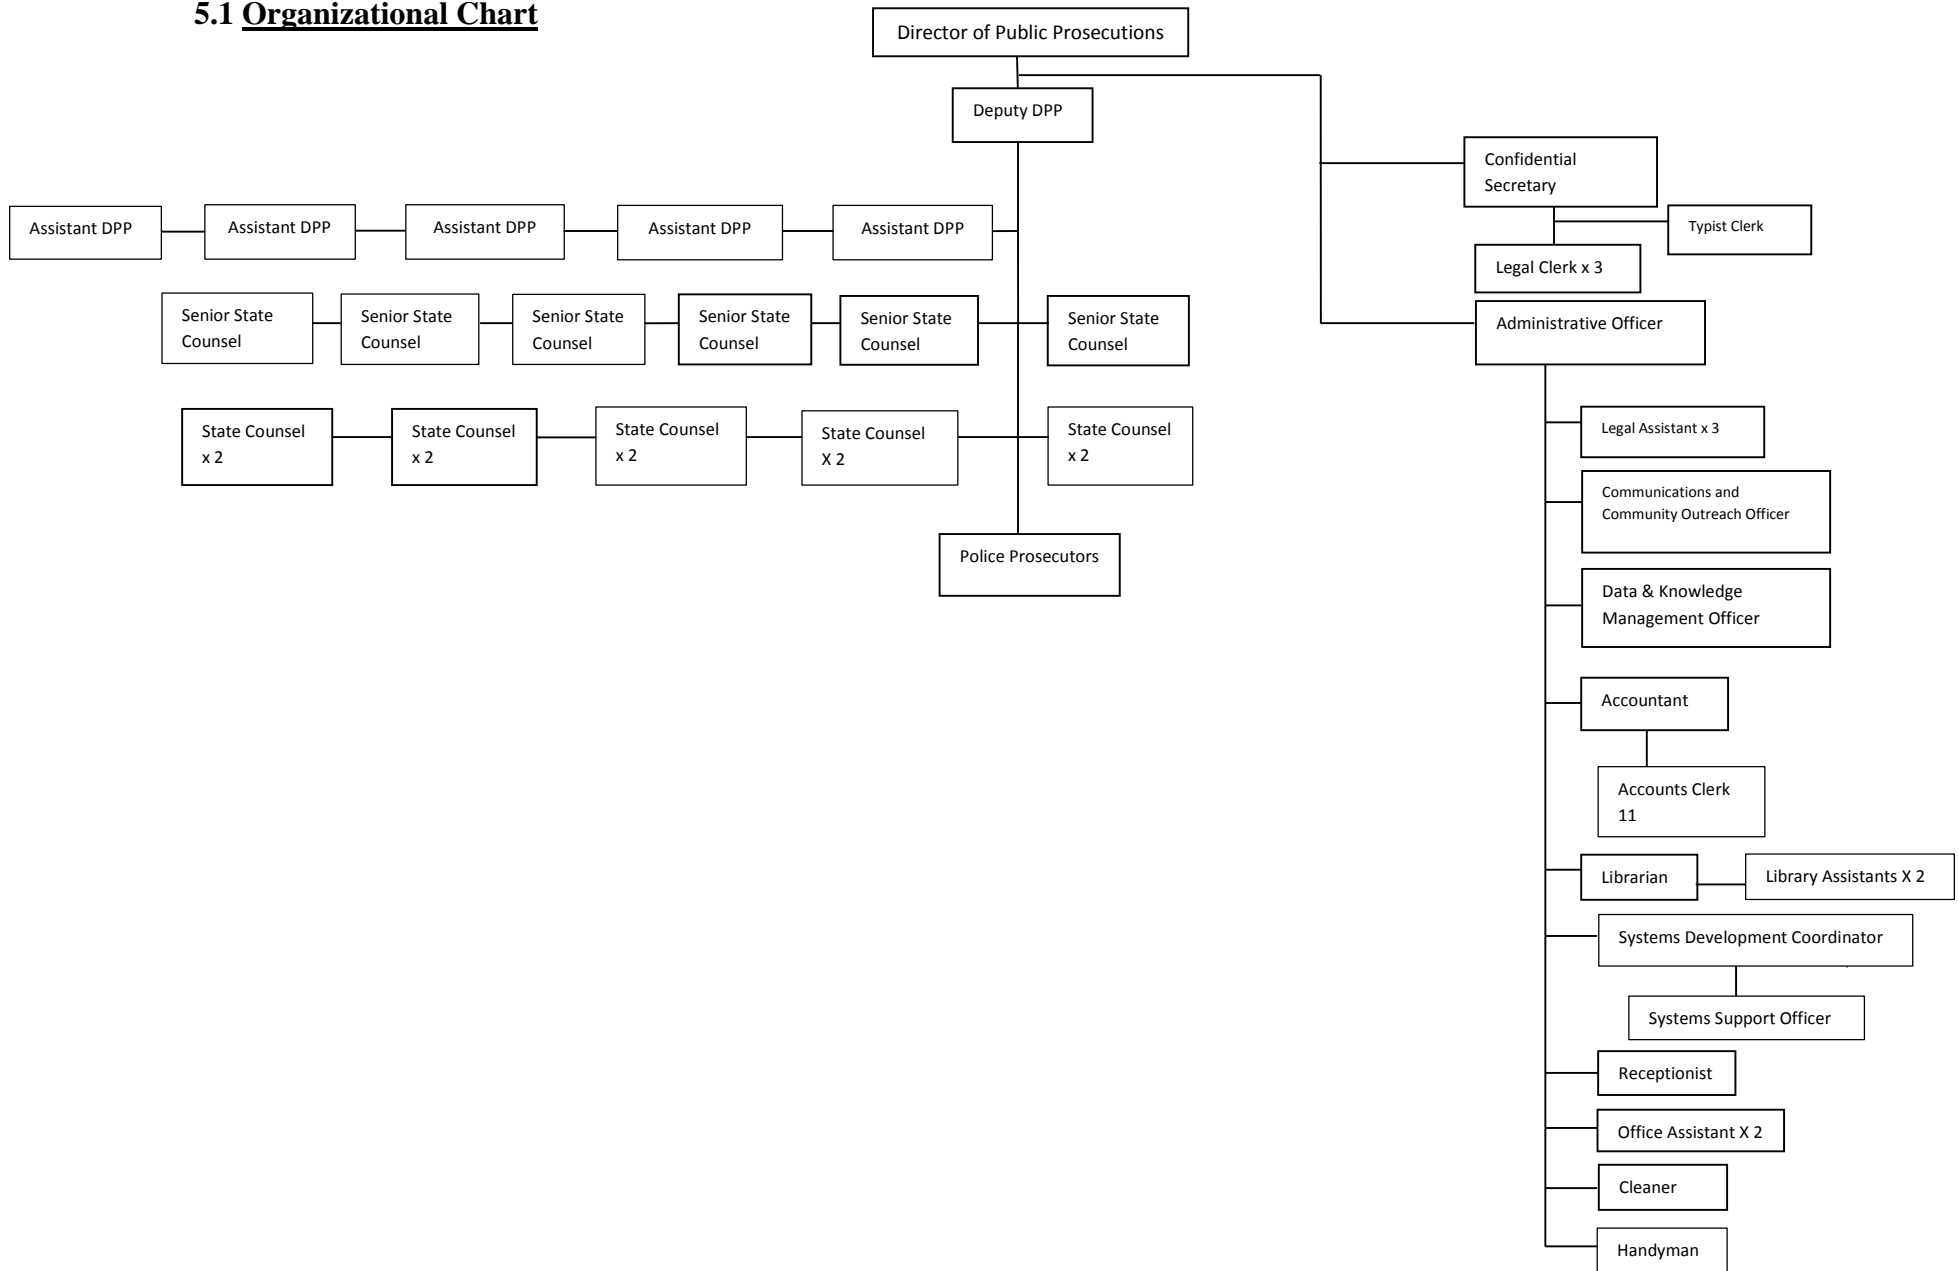 5.1 Organizational Chart
Director of Public Prosecutions
Deputy DPP
Confidential
Secretary
Typist Clerk
Legal Clerk x 3
Assistant DPP
Assistant DPP
Assistant DPP
Assistant DPP
Assistant DPP
Senior State
Counsel
Senior State
Counsel
Senior State
Counsel
Senior State
Counsel
Senior State
Counsel
Senior State
Counsel
Administrative Officer
State Counsel
x 2
State Counsel
x 2
State Counsel
x 2
State Counsel
X 2
State Counsel
x 2
Police Prosecutors
Legal Assistant x 3
Communications and
Community Outreach Officer
Data & Knowledge
Management Officer
Accountant
Accounts Clerk
11
Librarian
Library Assistants X 2
Systems Development Coordinator
Systems Support Officer
Receptionist
Office Assistant X 2
Cleaner
Handyman